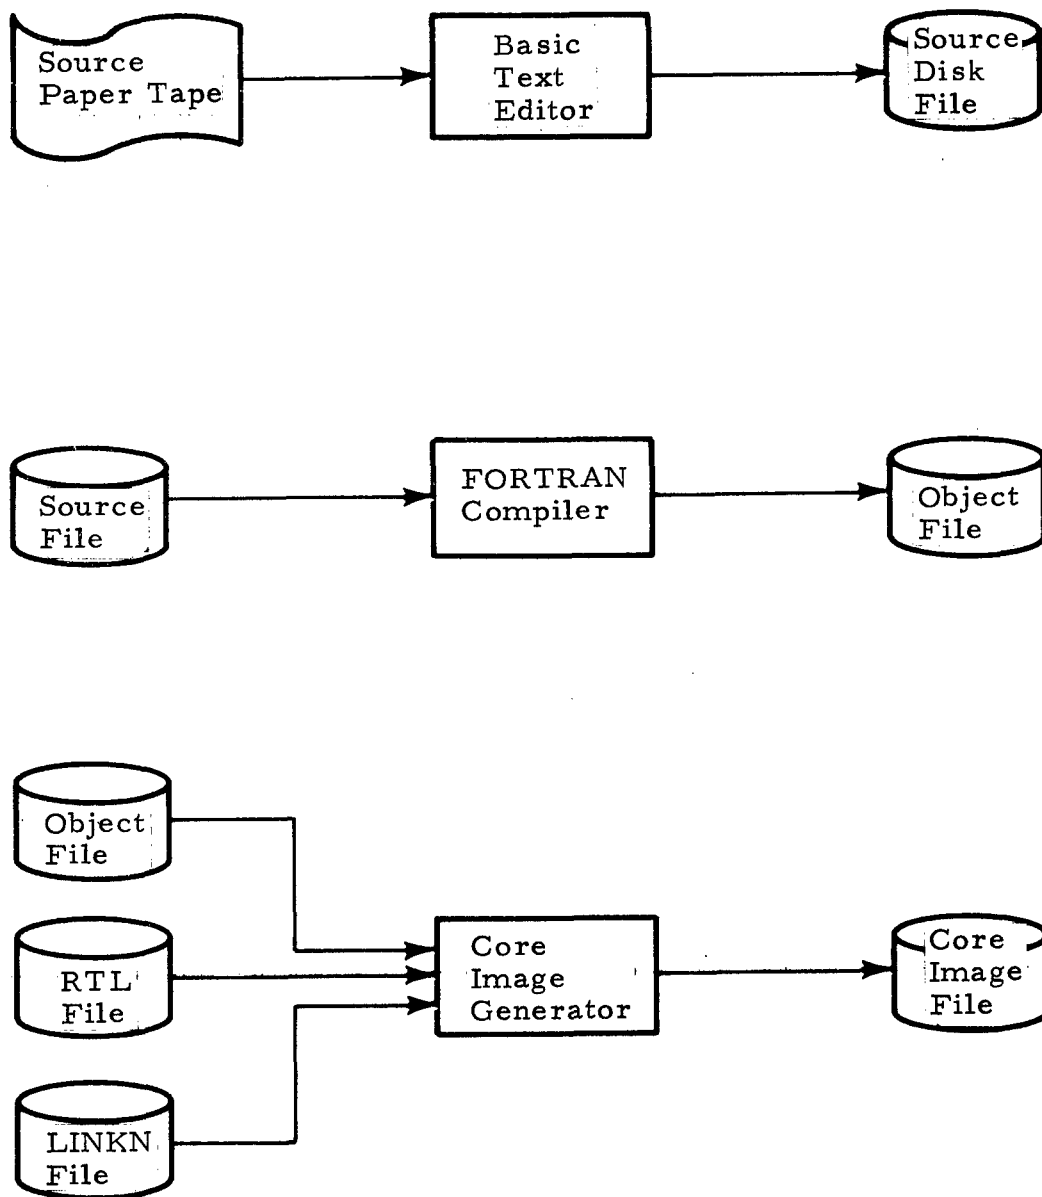 Source
Paper Tape
Basic
Text
Editor
Source
Disk
File
Source
File
FORTRAN
Compiler
Object
File
Object
File
RTL
File
LINKN
File
Core
Image
Generator
Core
Image
File